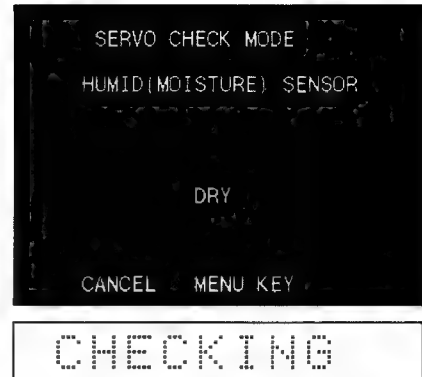 SERVO CHECK MODE
HUMID(MOISTURE) SENSOR
DRY
CANCEL MENU KEY
CHECKING